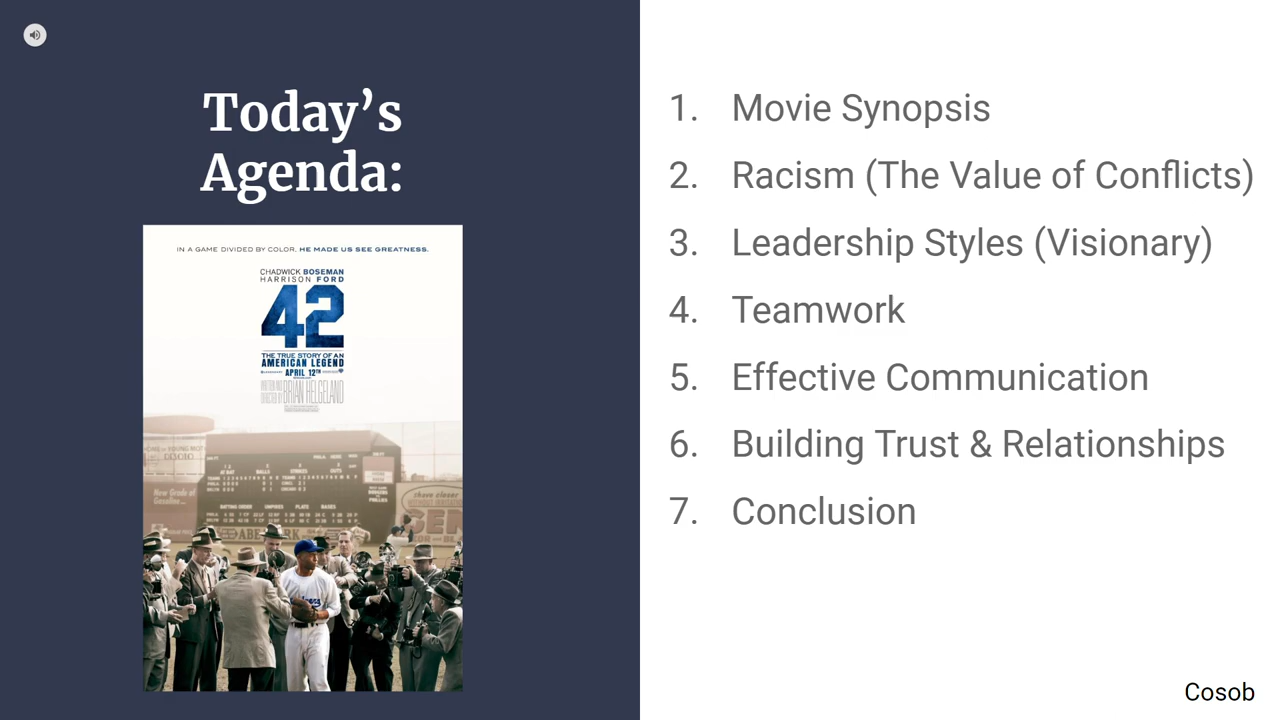 Today’s
Agenda:
IN A GAME DIVIDED BY COLOR, HE MADE US SEE GREATNESS.
CHADWICK BOSEMAN
HARRISON FORD
42
THE TRUE STORY OF AN
AMERICAN LEGEND
APRIL 12TH
BRIAN HELGELAND
1. Movie Synopsis
2. Racism (The Value of Conflicts)
3. Leadership Styles (Visionary)
4. Teamwork
5. Effective Communication
6. Building Trust & Relationships
7. Conclusion
Cosob